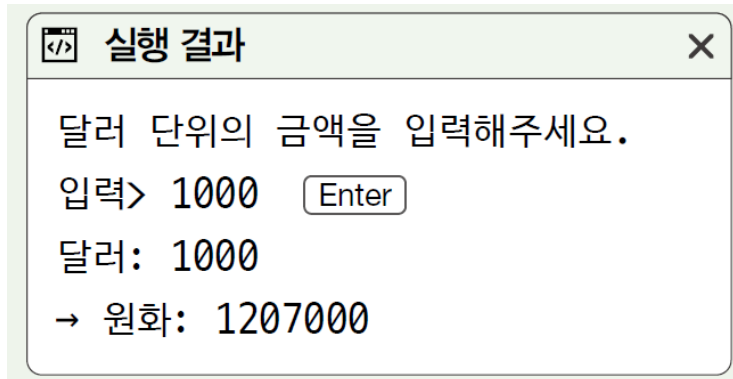 </> 실행 결과 ×
달러 단위의 금액을 입력해주세요.
입력> 1000 Enter
달러: 1000
→ 원화: 1207000